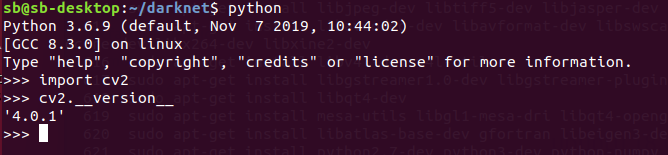 sb@sb-desktop:~/darknet$ python
Python 3.6.9 (default, Nov  7 2019, 10:44:02)
[GCC 8.3.0] on linux
Type "help", "copyright", "credits" or "license" for more information.
>>> import cv2
>>> cv2.__version__
'4.0.1'
>>>